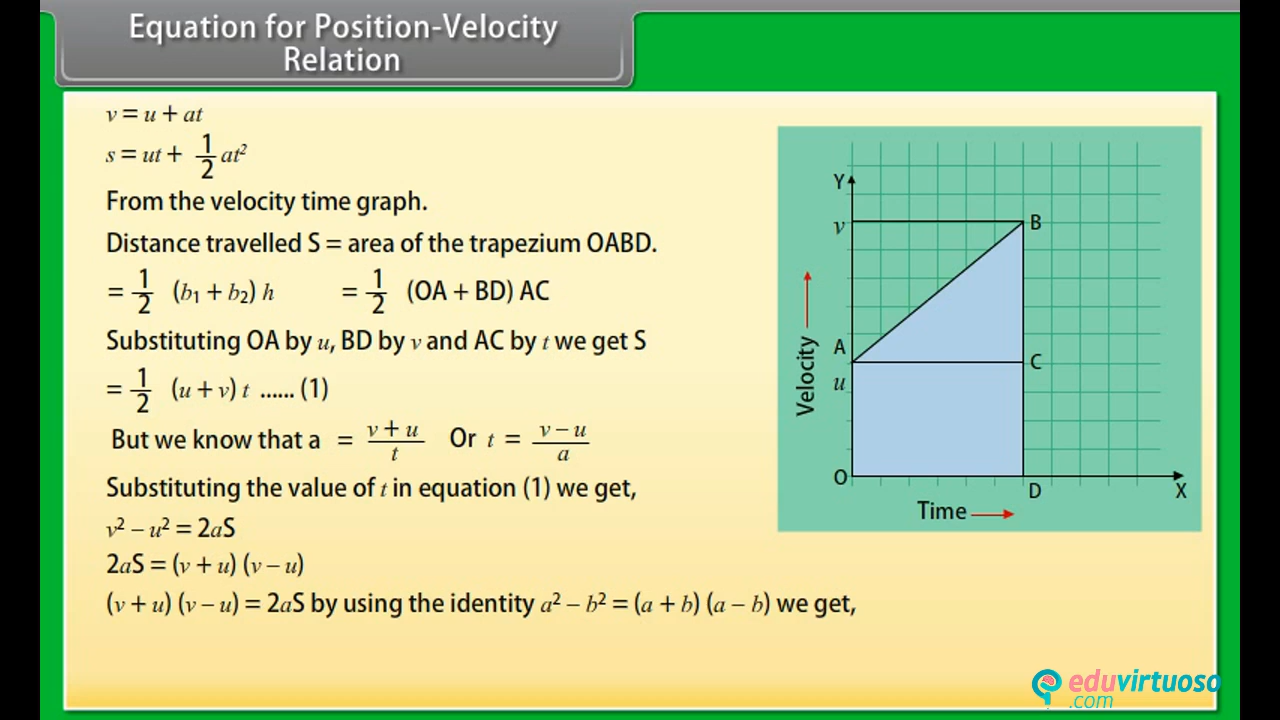 Equation for Position-Velocity
Relation
v = u + at
s = ut + 1/2 at²
From the velocity time graph.
Distance travelled S = area of the trapezium OABD.
= 1/2 (b₁ + b₂) h = 1/2 (OA + BD) AC
Substituting OA by u, BD by v and AC by t we get S
= 1/2 (u + v) t ...... (1)
But we know that a = v + u/t Or t = v – u/a
Substituting the value of t in equation (1) we get,
v² – u² = 2aS
2aS = (v + u) (v – u)
(v + u) (v – u) = 2aS by using the identity a² – b² = (a + b) (a – b) we get,
Y
v
B
A
C
u
Velocity
O
D
X
Time
eduvirtuoso
.com